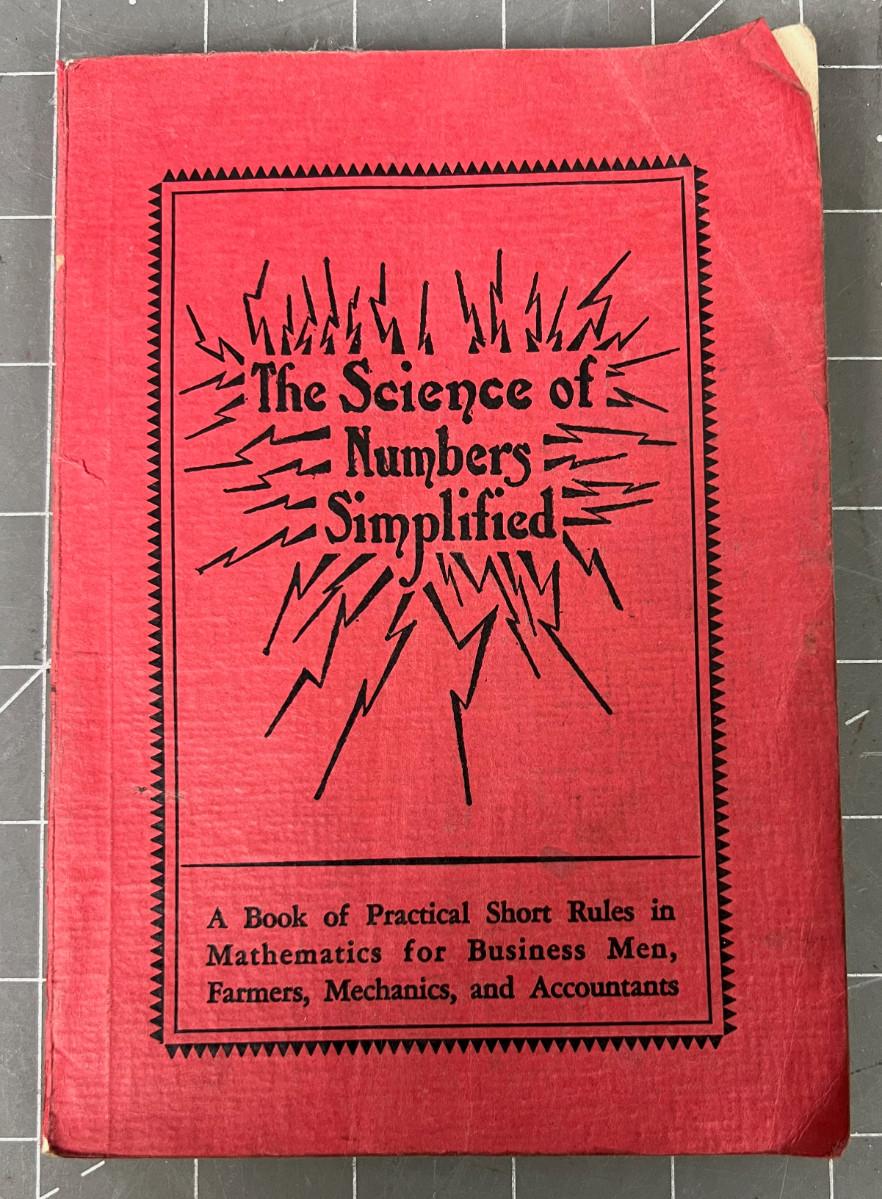 The Science of
Numbers
Simplified
A Book of Practical Short Rules in
Mathematics for Business Men,
Farmers, Mechanics, and Accountants